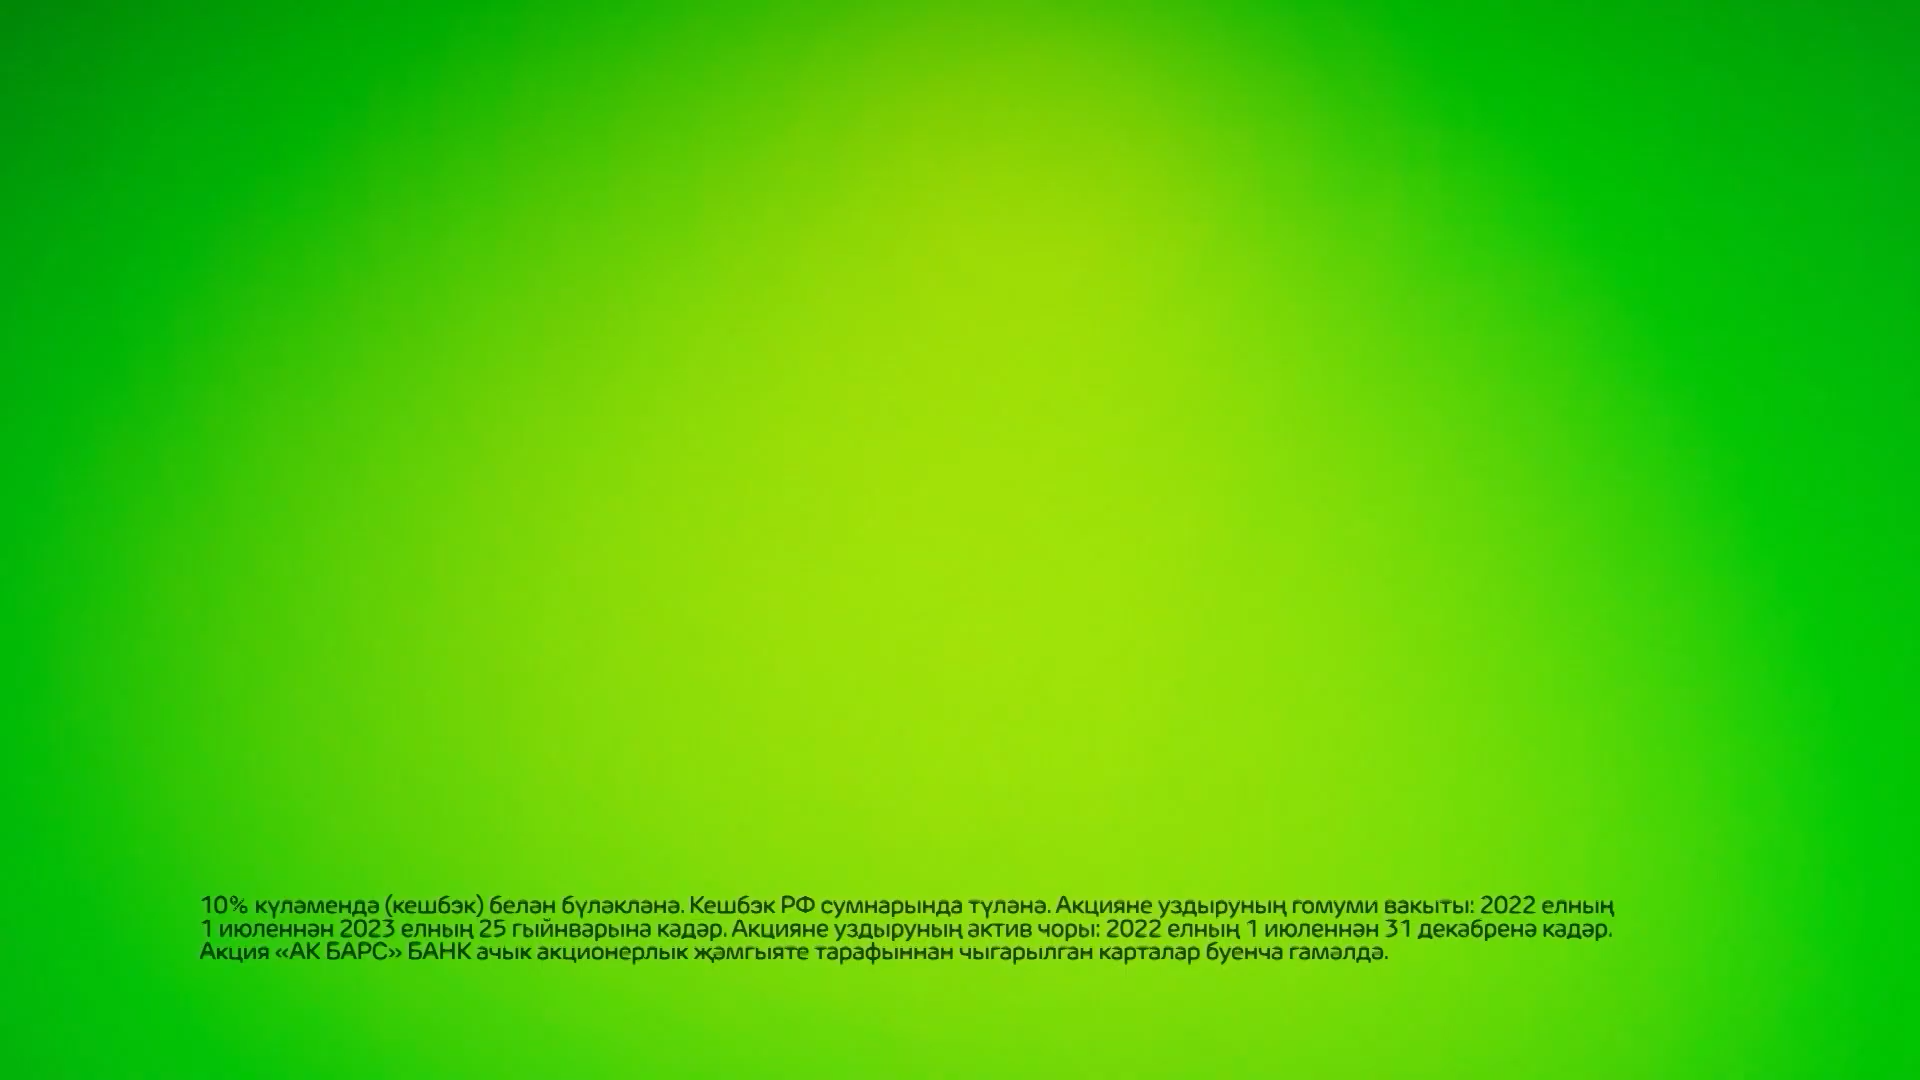 10% күләмендә (кешбэк) белән бүләкләнә. Кешбэк РФ сумнарында түләнә. Акцияне уздыруның гомуми вакыты: 2022 елның
1 июленнән 2023 елның 25 гыйнварына кадәр. Акцияне уздыруның актив чоры: 2022 елның 1 июленнән 31 декабренә кадәр.
Акция «АК БАРС» БАНК ачык акционерлык җәмгыяте тарафыннан чыгарылган карталар буенча гамәлдә.